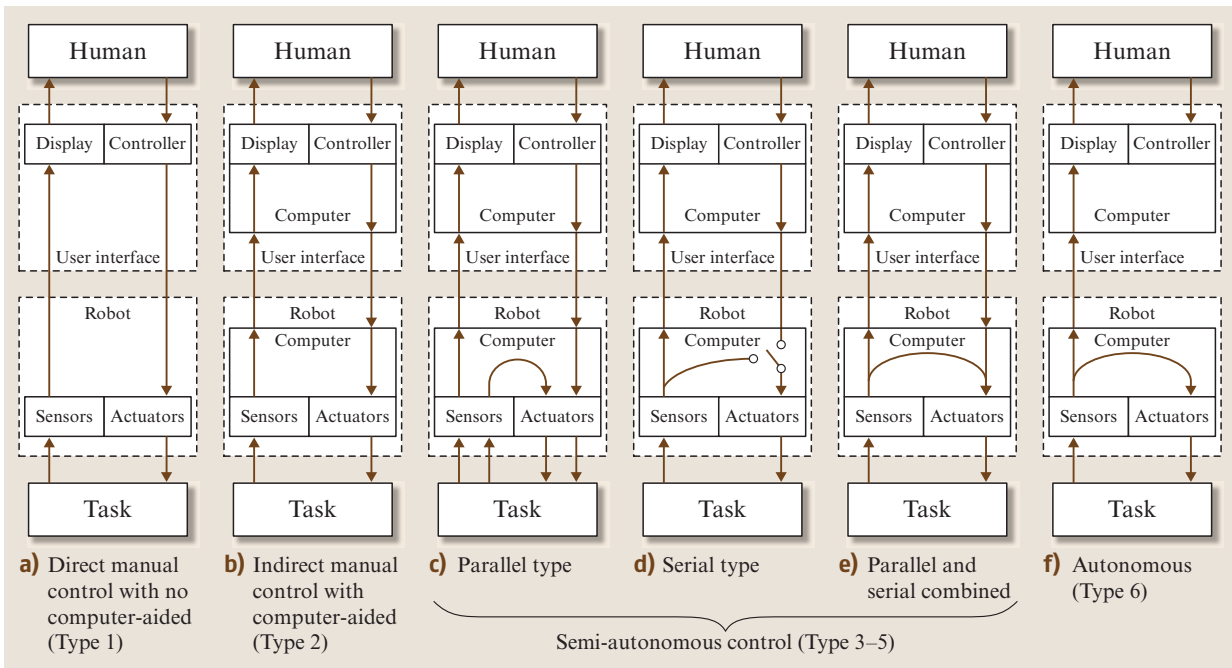 Human
Display
Controller
User interface
Robot
Sensors
Actuators
Task
a) Direct manual
control with no
computer-aided
(Type 1)
Human
Display
Controller
Computer
User interface
Robot
Computer
Sensors
Actuators
Task
b) Indirect manual
control with
computer-aided
(Type 2)
Human
Display
Controller
Computer
User interface
Robot
Computer
Sensors
Actuators
Task
c) Parallel type
Human
Display
Controller
Computer
User interface
Robot
Computer
Sensors
Actuators
Task
d) Serial type
Human
Display
Controller
Computer
User interface
Robot
Computer
Sensors
Actuators
Task
e) Parallel and
serial combined
Semi-autonomous control (Type 3–5)
Human
Display
Controller
Computer
User interface
Robot
Computer
Sensors
Actuators
Task
f) Autonomous
(Type 6)